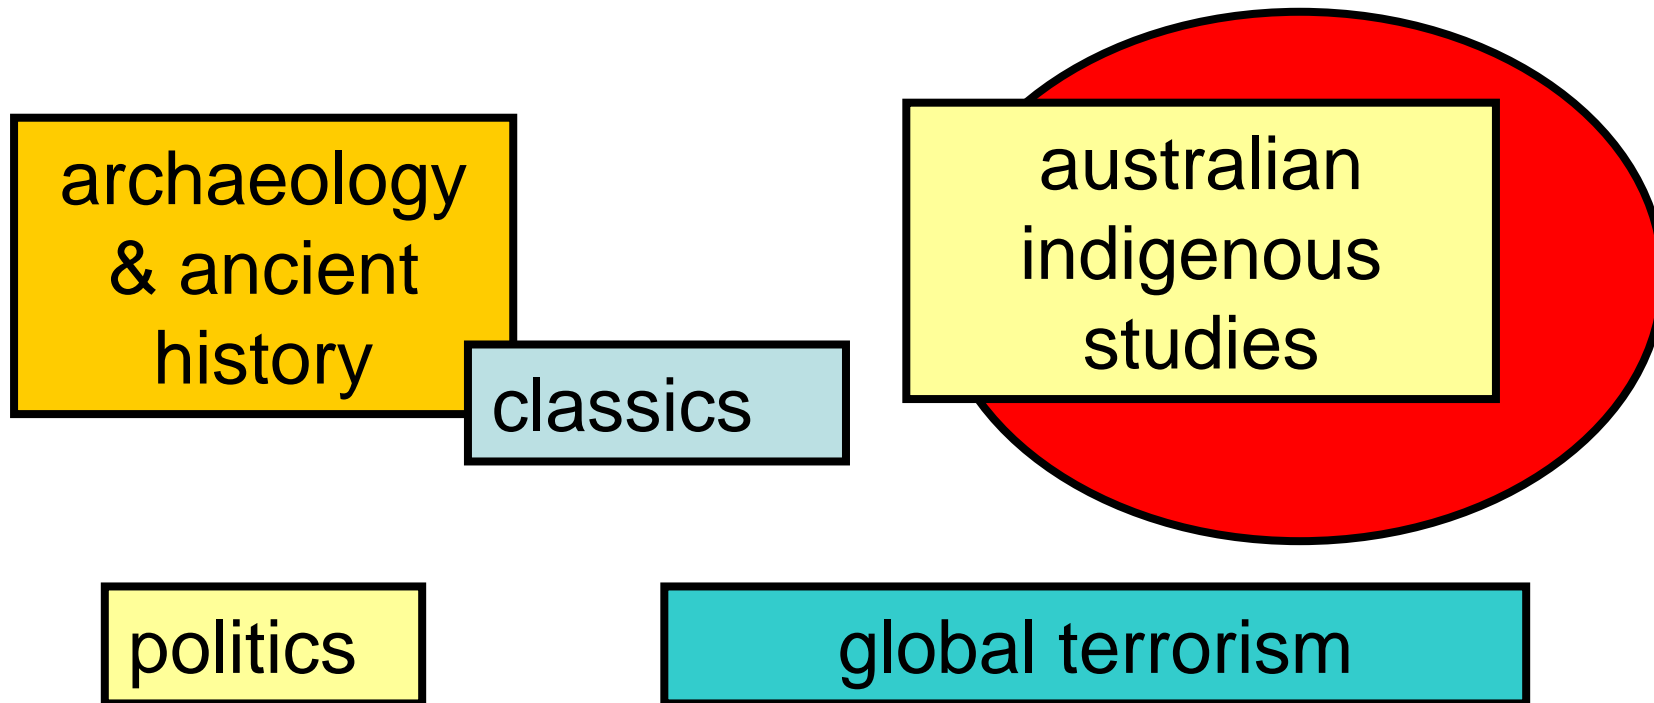 archaeology
& ancient
history
classics
australian
indigenous
studies
politics
global terrorism